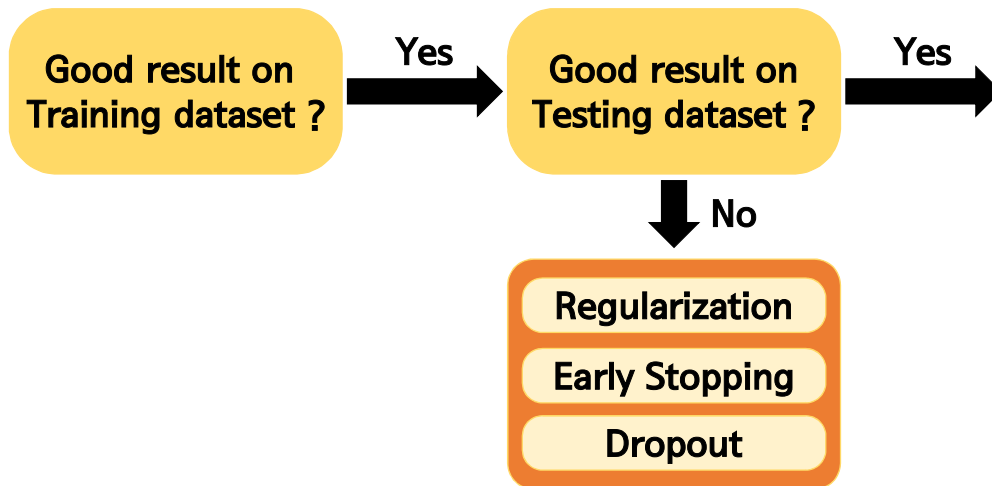 Good result on
Training dataset ?
Yes
Good result on
Testing dataset ?
Yes
No
Regularization
Early Stopping
Dropout